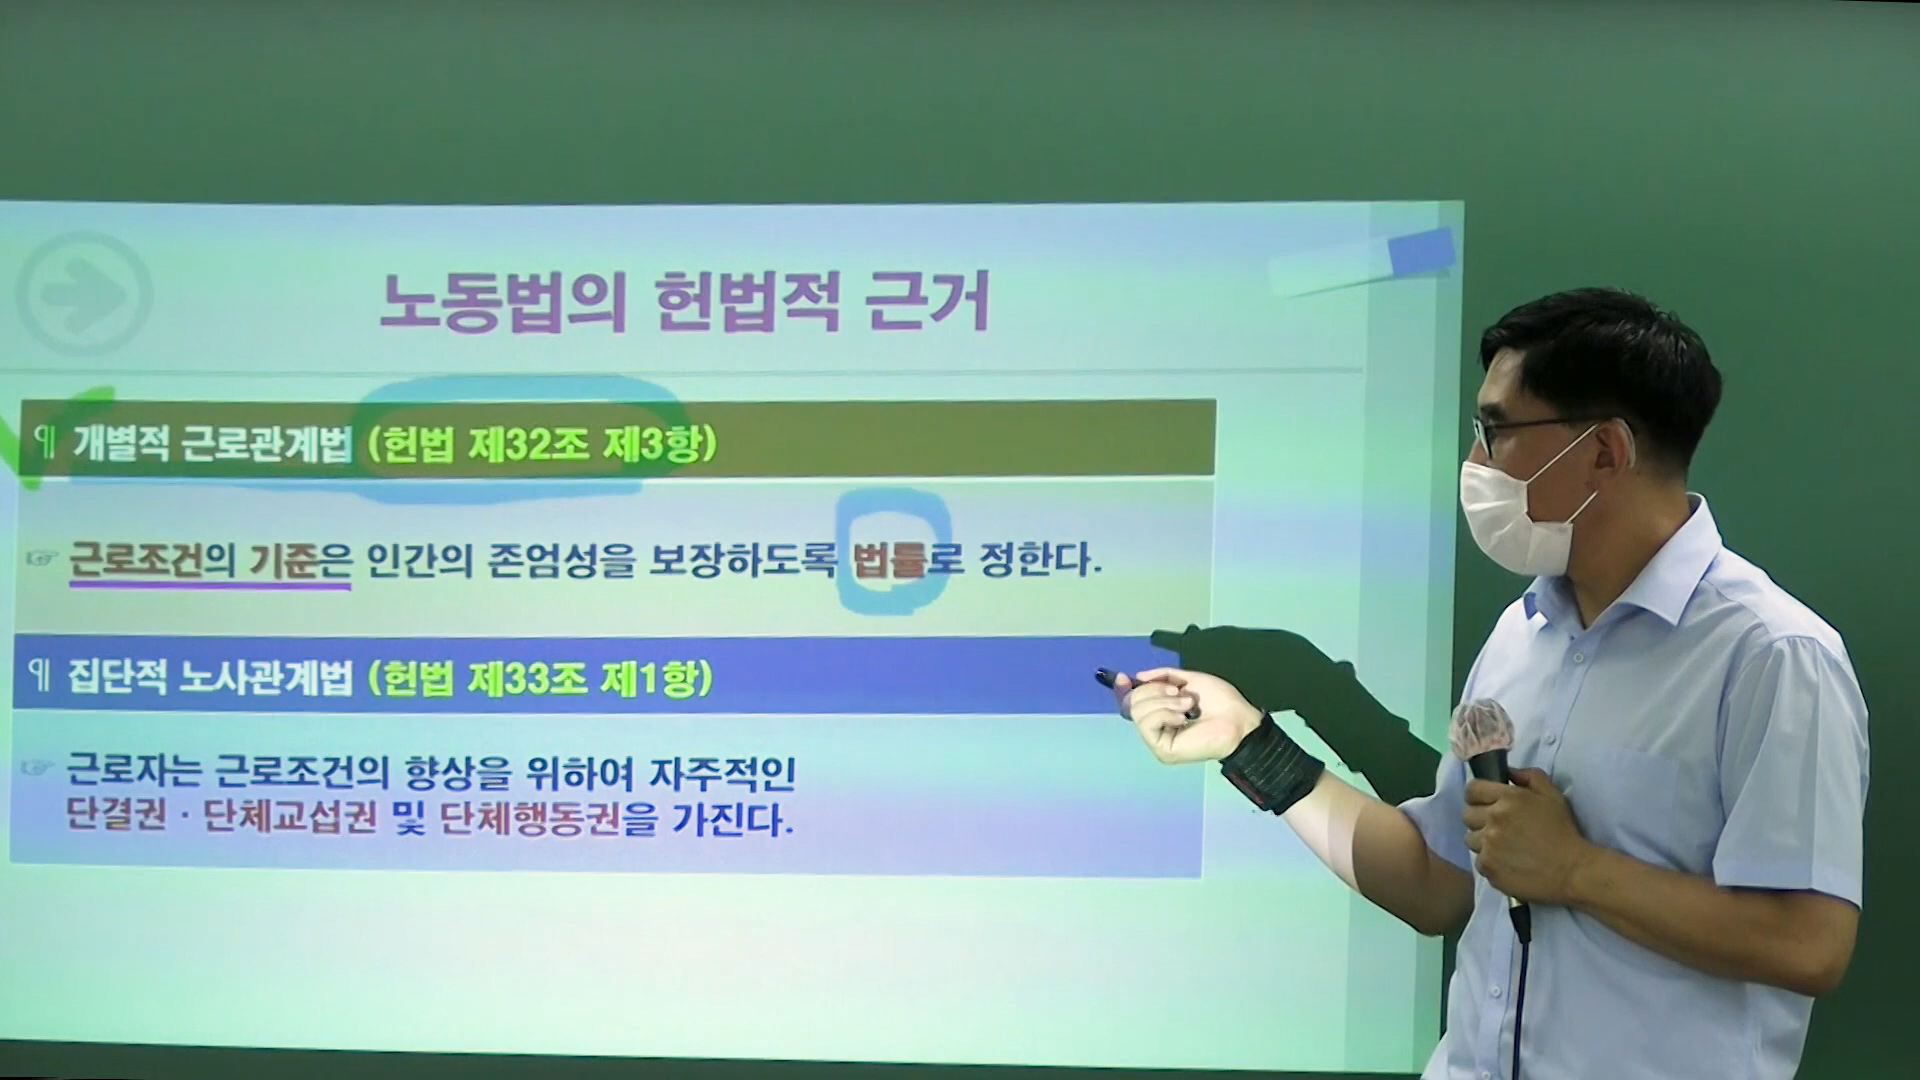 노동법의 헌법적 근거
¶ 개별적 근로관계법 (헌법 제32조 제3항)
☞ 근로조건의 기준은 인간의 존엄성을 보장하도록 법률로 정한다.
¶ 집단적 노사관계법 (헌법 제33조 제1항)
☞ 근로자는 근로조건의 향상을 위하여 자주적인
단결권 · 단체교섭권 및 단체행동권을 가진다.